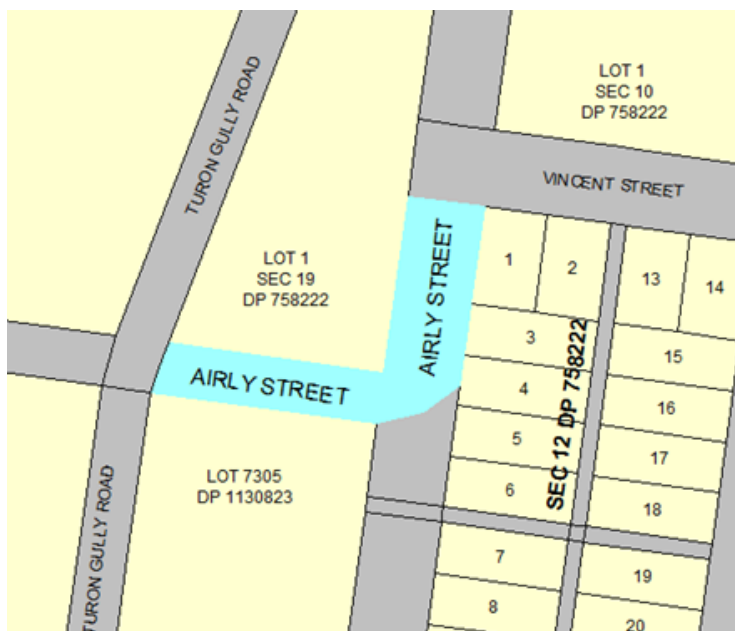 LOT 1
SEC 10
DP 758222
TURON GULLY ROAD
VINCENT STREET
AIRLY STREET
LOT 1
SEC 19
DP 758222
1
2
13
14
3
15
AIRLY STREET
4
16
SEC 12 DP 758222
5
17
LOT 7305
DP 1130823
6
18
TURON GULLY ROAD
7
19
8
20